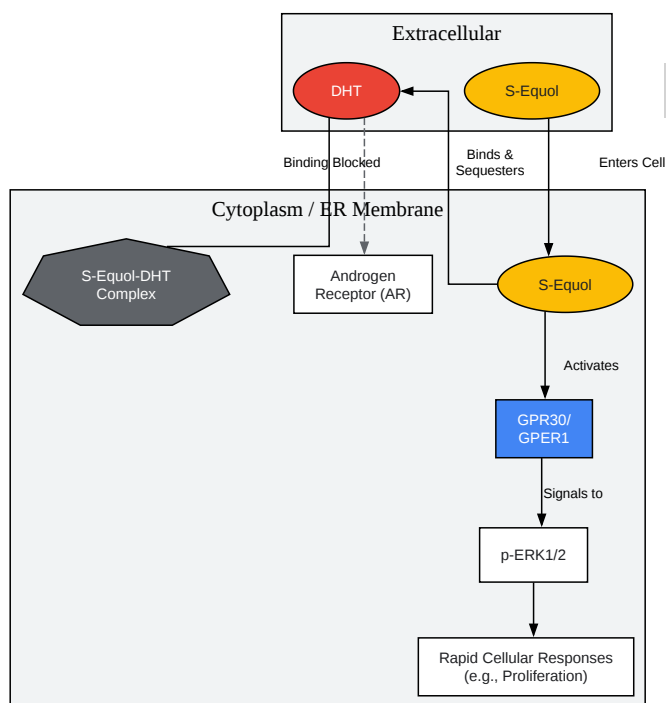 Extracellular
DHT
S-Equol
Binding Blocked
Binds &
Sequesters
Enters Cell
Cytoplasm / ER Membrane
S-Equol-DHT
Complex
Androgen
Receptor (AR)
S-Equol
Activates
GPR30/
GPER1
Signals to
p-ERK1/2
Rapid Cellular Responses
(e.g., Proliferation)